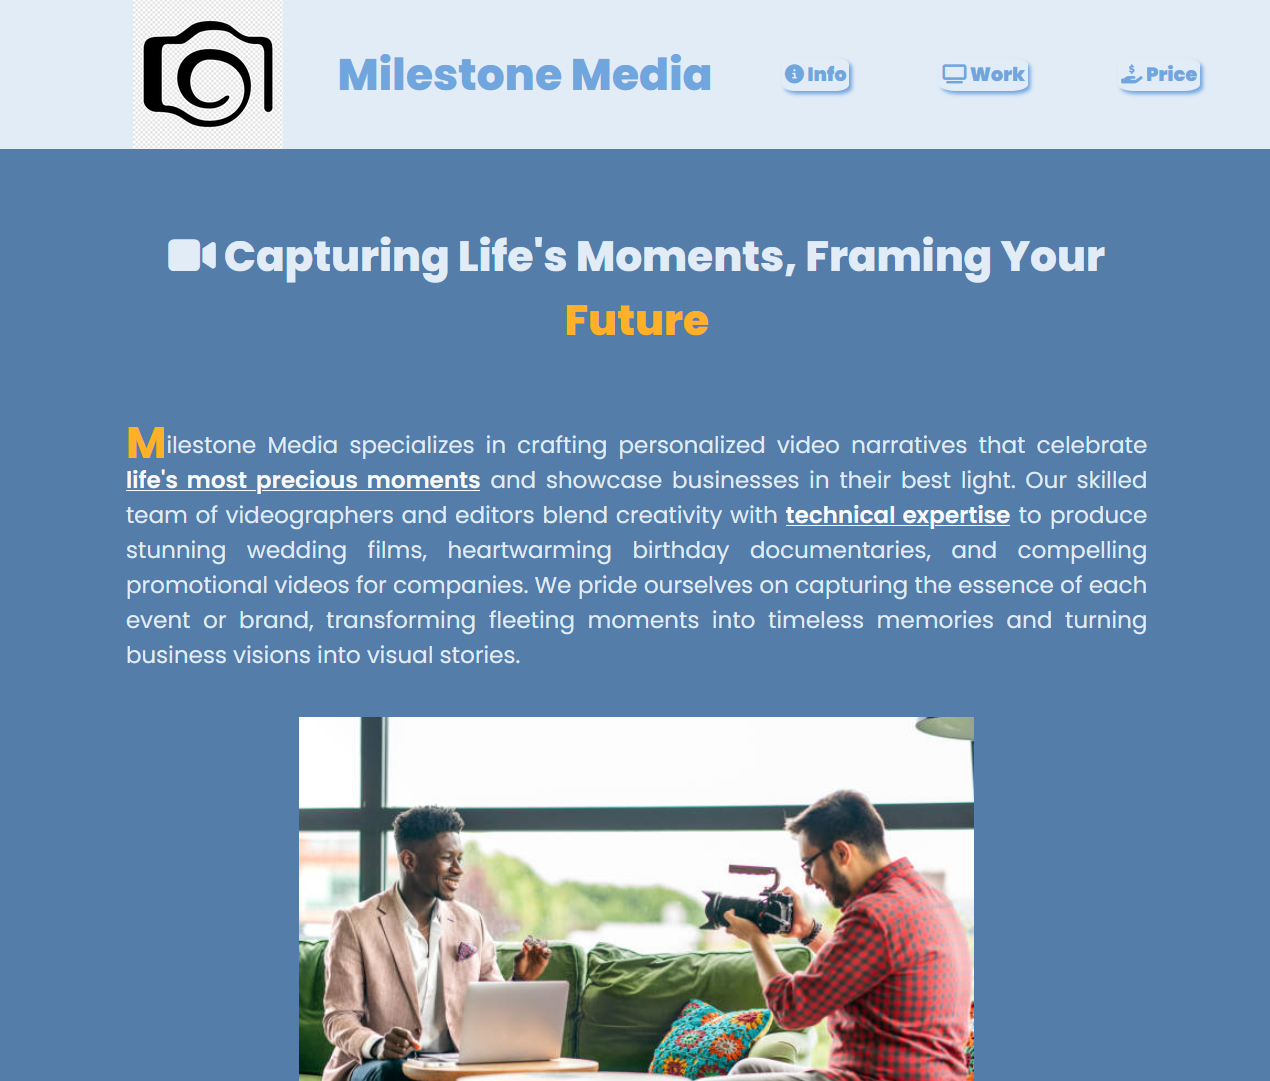 Milestone Media
Info
Work
Price
Capturing Life's Moments, Framing Your
Future
Milestone Media specializes in crafting personalized video narratives that celebrate
life's most precious moments and showcase businesses in their best light. Our skilled
team of videographers and editors blend creativity with technical expertise to produce
stunning wedding films, heartwarming birthday documentaries, and compelling
promotional videos for companies. We pride ourselves on capturing the essence of each
event or brand, transforming fleeting moments into timeless memories and turning
business visions into visual stories.